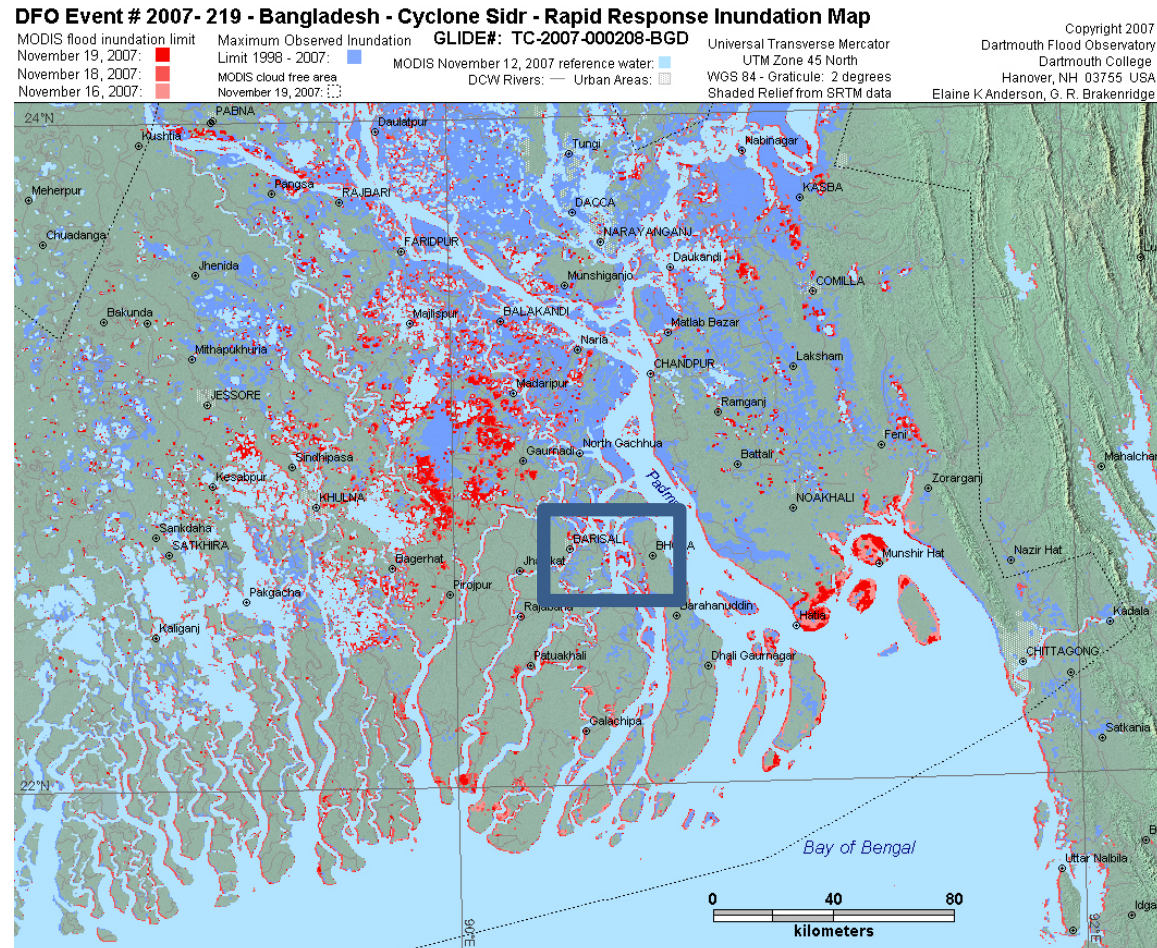 DFO Event # 2007- 219 - Bangladesh - Cyclone Sidr - Rapid Response Inundation Map
MODIS flood inundation limit
November 19, 2007:
November 18, 2007:
November 16, 2007:
Maximum Observed Inundation
Limit 1998 - 2007:
MODIS cloud free area
November 19, 2007:
GLIDE#: TC-2007-000208-BGD
MODIS November 12, 2007 reference water:
DCW Rivers: Urban Areas:
Universal Transverse Mercator
UTM Zone 45 North
WGS 84 - Graticule: 2 degrees
Shaded Relief from SRTM data
Copyright 2007
Dartmouth Flood Observatory
Dartmouth College
Hanover, NH 03755 USA
Elaine K Anderson, G. R. Brakenridge
24°N
PABNA
Kushtia
Daulatpur
Tungi
Nabinagar
Meherpur
Pangsa
RAJBARI
KASBA
DACCA
Chuadanga
FARIDPUR
NARAYANGANJ
Daukandi
Jhenida
Munshiganjo
COMILLA
Bakunda
Majlispur
BALAKANDI
Matlab Bazar
Mithapukhuria
Naria
Laksham
CHANDPUR
JESSORE
Madaripur
Ramganj
Feni
Sindhipasa
Gaurnadi
North Gachhua
Battali
Kesabpur
Zorarganj
KHULNA
Padma
NOAKHALI
Sankdaha
SATKHIRA
BARISAL
Munshir Hat
Nazir Hat
Bagerhat
Pirojpur
Pakgacha
Barahanuddin
Hatia
Kadala
Kaliganj
CHITTAGONG
Patuakhali
Dhali Gaurnagar
Galachipa
Satkania
22°N
Bay of Bengal
Uttar Nalbila
0 40 80
kilometers
90°E
92°E